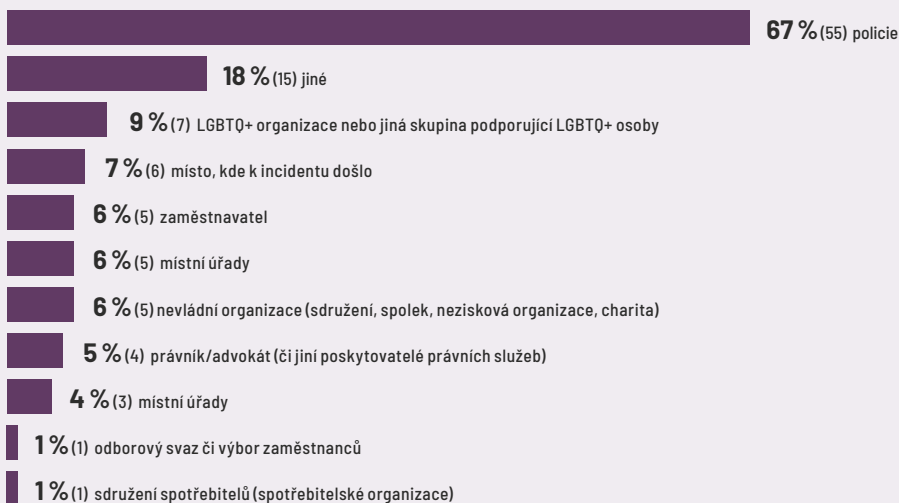 67 % (55) policie
18 % (15) jiné
9 % (7) LGBTQ+ organizace nebo jiná skupina podporující LGBTQ+ osoby
7 % (6) místo, kde k incidentu došlo
6 % (5) zaměstnavatel
6 % (5) místní úřady
6 % (5) nevládní organizace (sdružení, spolek, nezisková organizace, charita)
5 % (4) právník/advokát (či jiní poskytovatelé právních služeb)
4 % (3) místní úřady
1 % (1) odborový svaz či výbor zaměstnanců
1 % (1) sdružení spotřebitelů (spotřebitelské organizace)